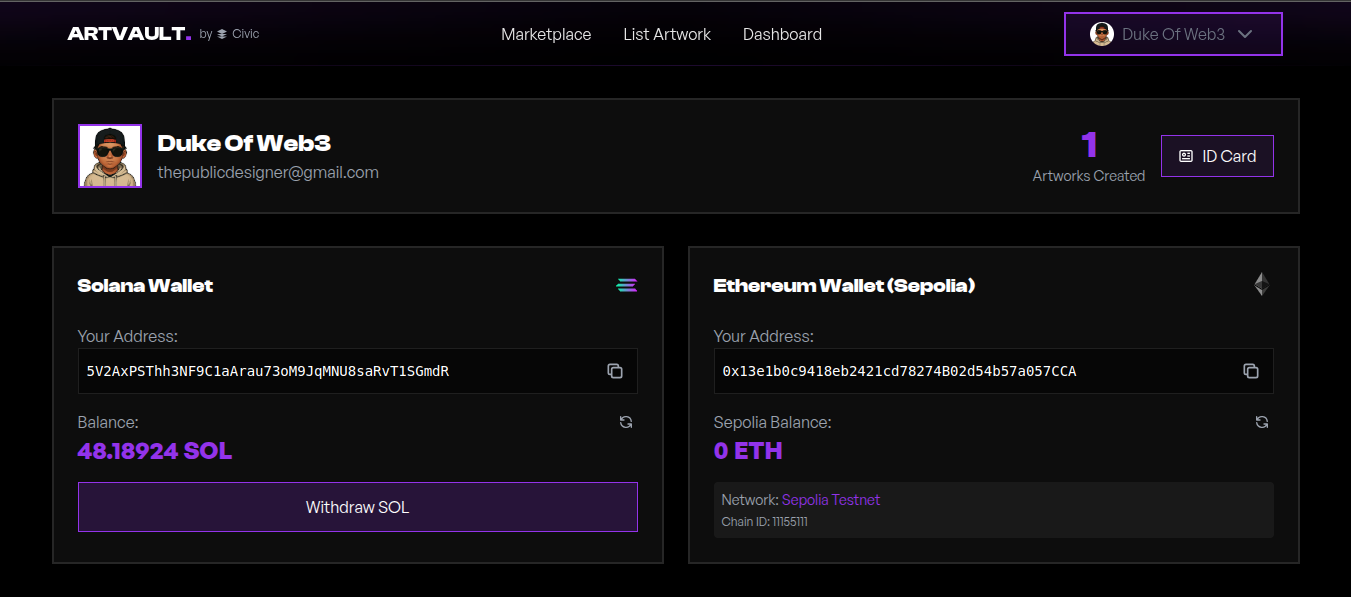 ARTVAULT. by Civic
Marketplace
List Artwork
Dashboard
Duke Of Web3
Duke Of Web3
thepublicdesigner@gmail.com
1
Artworks Created
ID Card
Solana Wallet
Your Address:
5V2AxPSThh3NF9C1aArau73oM9JqMNU8saRvT1SGmdR
Balance:
48.18924 SOL
Withdraw SOL
Ethereum Wallet (Sepolia)
Your Address:
0x13e1b0c9418eb2421cd78274B02d54b57a057CCA
Sepolia Balance:
0 ETH
Network: Sepolia Testnet
Chain ID: 11155111